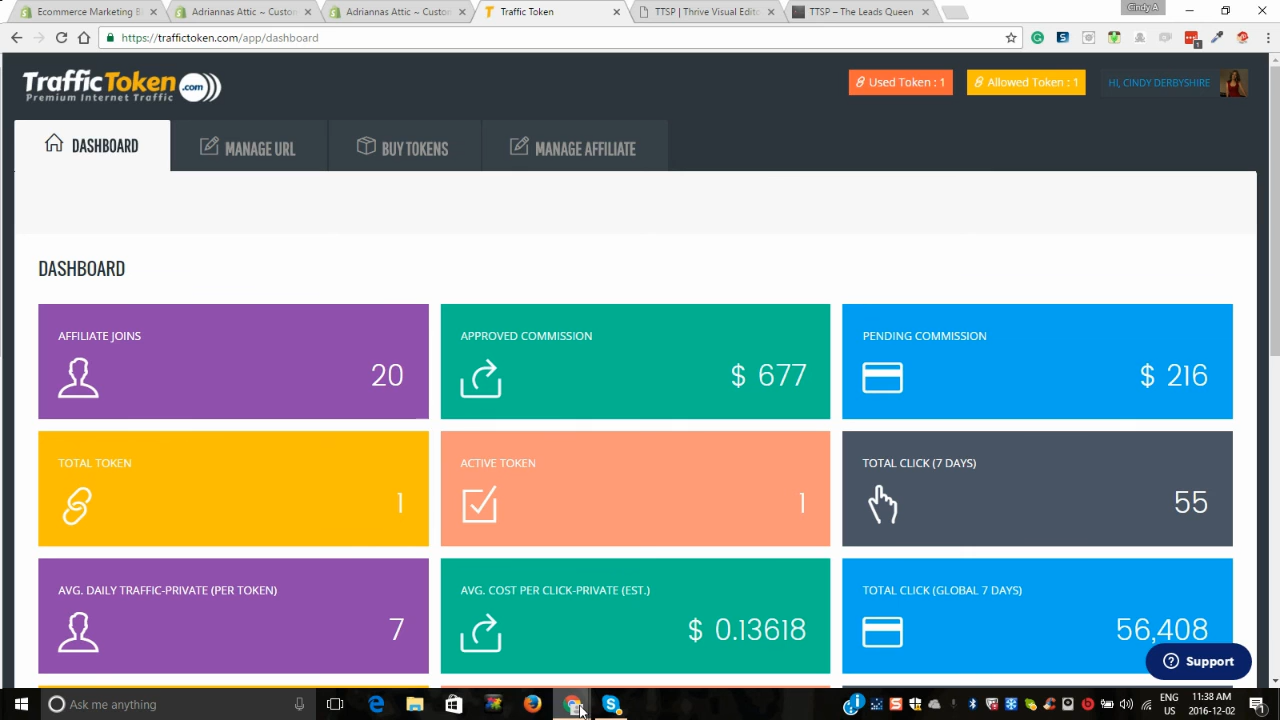 Ecommerce Marketing B
Adriannas Attic ~ Custom
Adriannas Attic ~ Custom
Traffic Token
TTSP [Thrive Visual Edite
TTSP – The Leads Queen
Cindy A
https://traffictoken.com/app/dashboard
1
TrafficToken.com
Premium Internet Traffic
Used Token : 1
Allowed Token : 1
HI, CINDY DERBYSHIRE
DASHBOARD
MANAGE URL
BUY TOKENS
MANAGE AFFILIATE
DASHBOARD
AFFILIATE JOINS
20
APPROVED COMMISSION
$ 677
PENDING COMMISSION
$ 216
TOTAL TOKEN
1
ACTIVE TOKEN
1
TOTAL CLICK (7 DAYS)
55
AVG. DAILY TRAFFIC-PRIVATE (PER TOKEN)
7
AVG. COST PER CLICK-PRIVATE (EST.)
$ 0.13618
TOTAL CLICK (GLOBAL 7 DAYS)
56,408
Support
Ask me anything
ENG
US
11:38 AM
2016-12-02